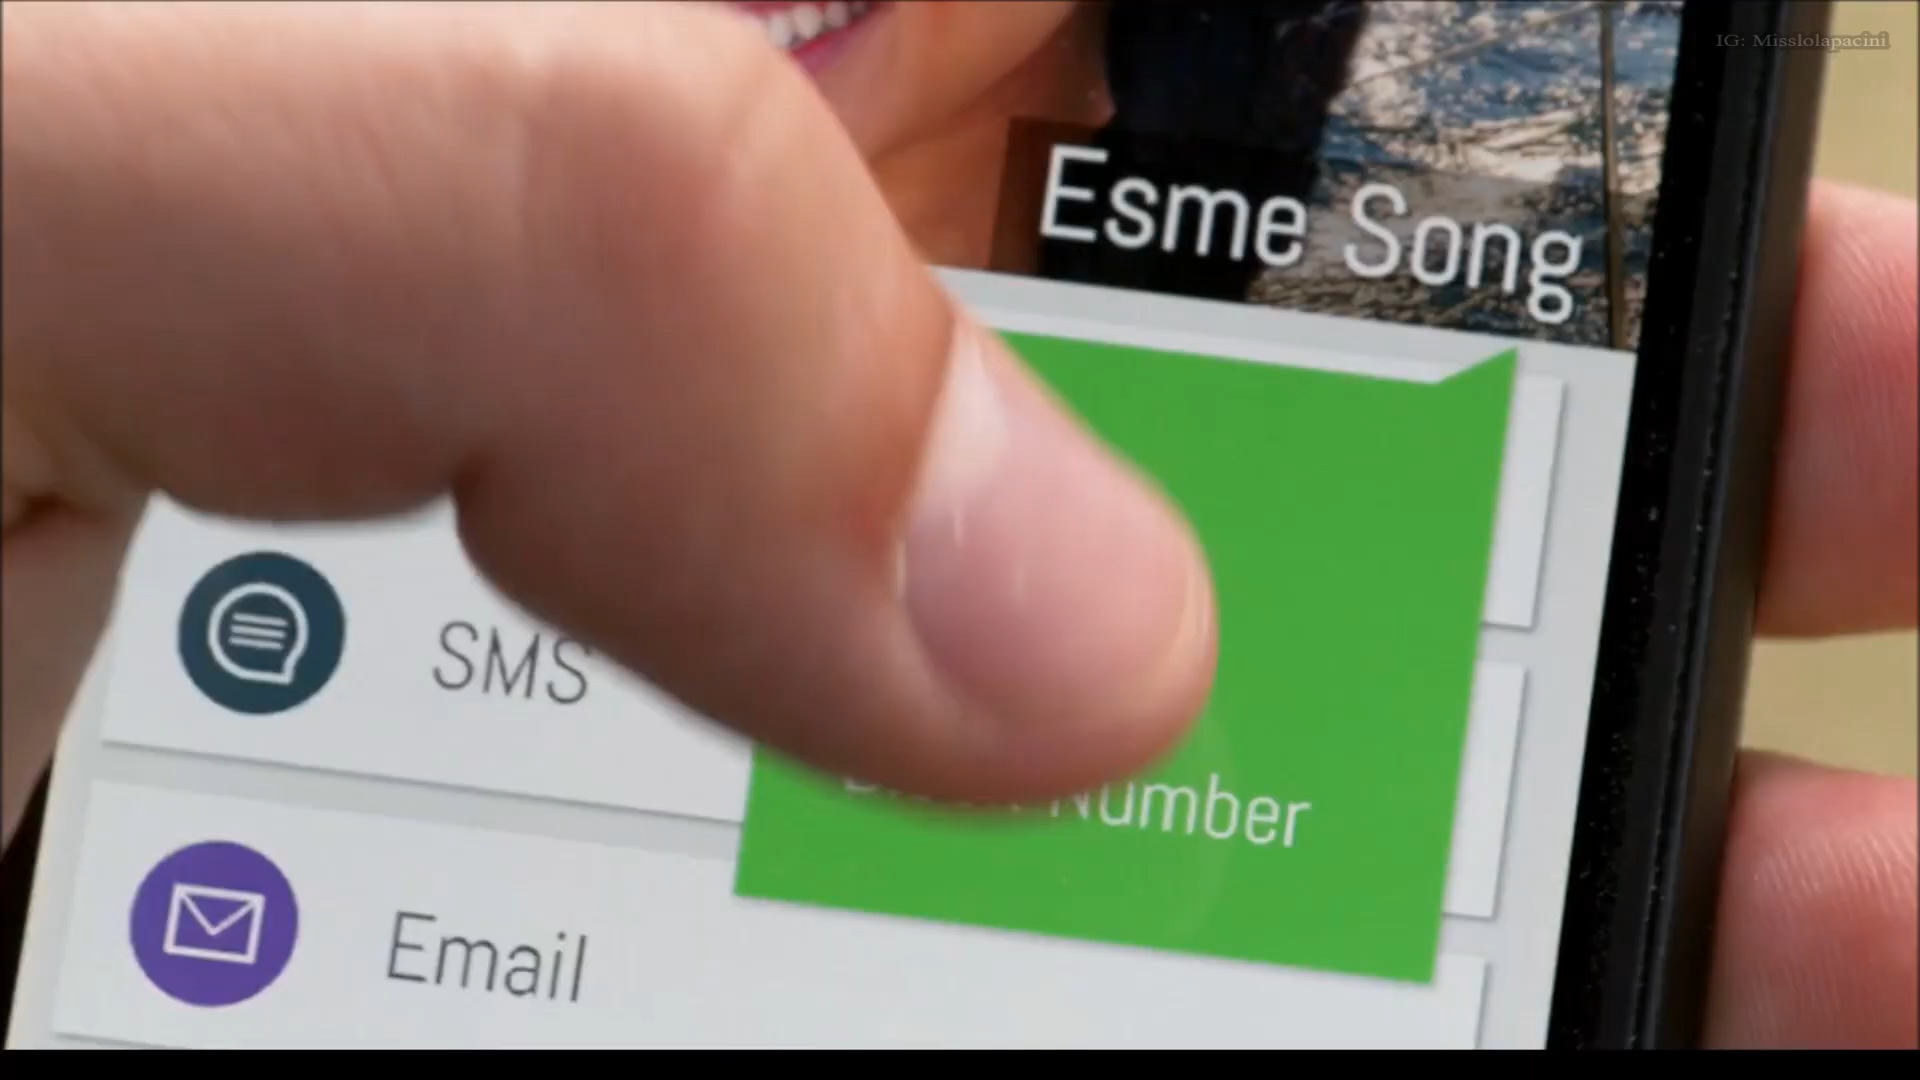 IG: Misslolapacini
Esme Song
SMS
Number
Email